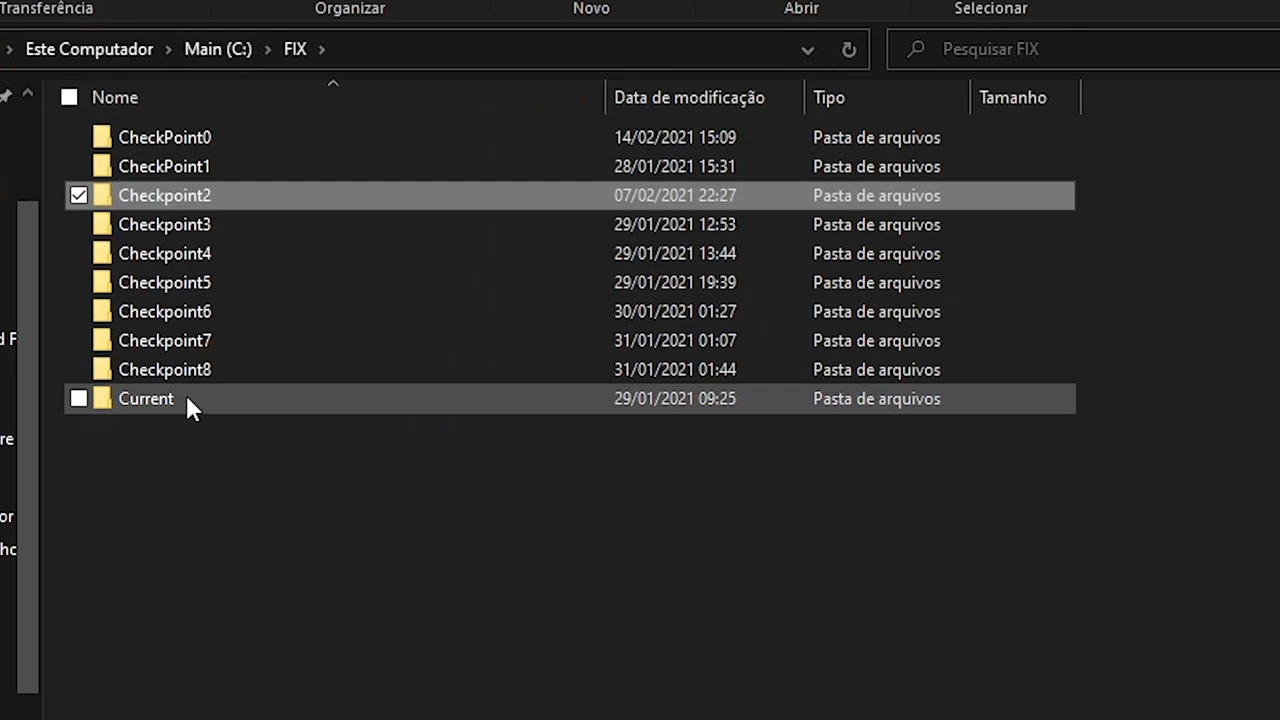 Transferência Organizar Novo Abrir Selecionar
Este Computador Main (C:) FIX Pesquisar FIX
Nome Data de modificação Tipo Tamanho
CheckPoint0 14/02/2021 15:09 Pasta de arquivos
CheckPoint1 28/01/2021 15:31 Pasta de arquivos
Checkpoint2 07/02/2021 22:27 Pasta de arquivos
Checkpoint3 29/01/2021 12:53 Pasta de arquivos
Checkpoint4 29/01/2021 13:44 Pasta de arquivos
Checkpoint5 29/01/2021 19:39 Pasta de arquivos
Checkpoint6 30/01/2021 01:27 Pasta de arquivos
d F Checkpoint7 31/01/2021 01:07 Pasta de arquivos
Checkpoint8 31/01/2021 01:44 Pasta de arquivos
Current 29/01/2021 09:25 Pasta de arquivos
re
or
hc